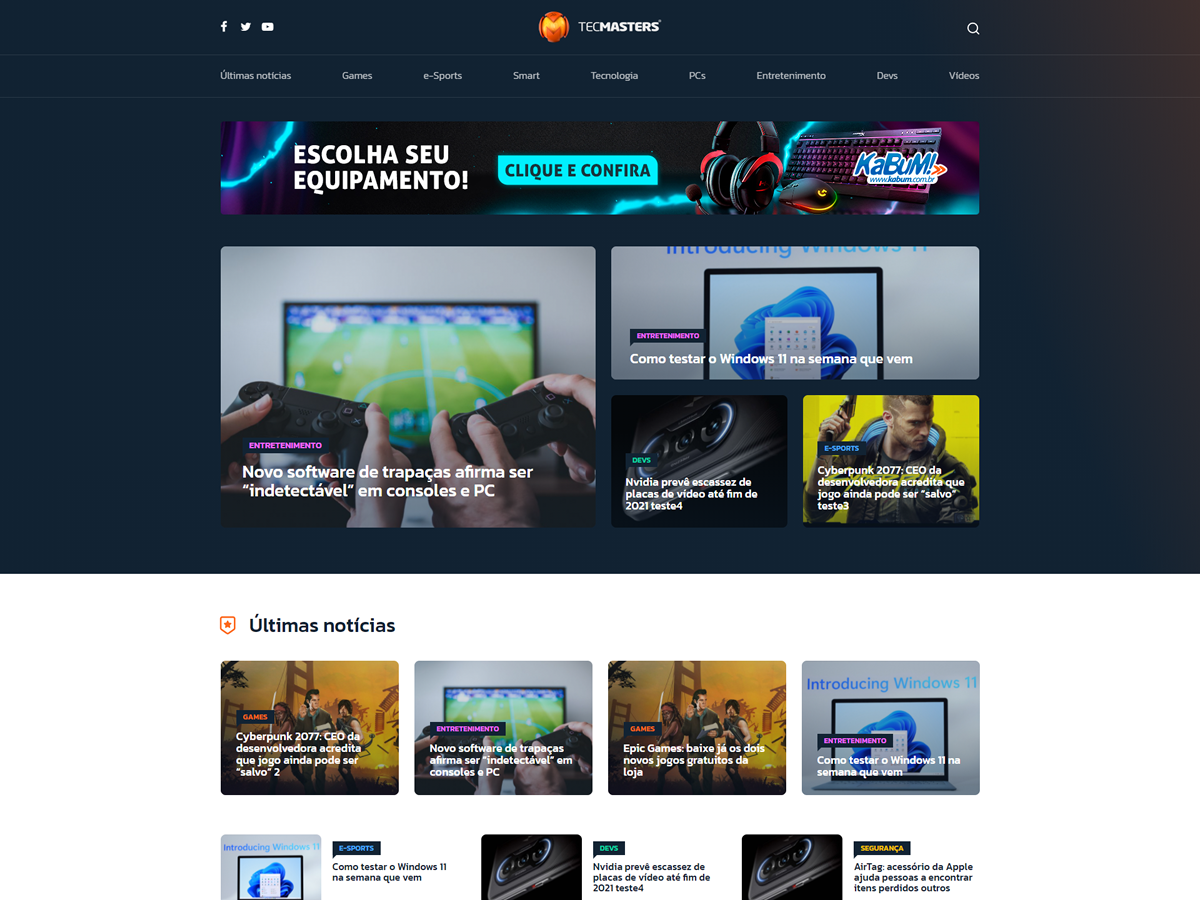 TECMASTERS
Últimas notícias
Games
e-Sports
Smart
Tecnologia
PCs
Entretenimento
Devs
Vídeos
ESCOLHA SEU
EQUIPAMENTO!
CLIQUE E CONFIRA
KaBuM!
www.kabum.com.br
ENTRETENIMENTO
Novo software de trapaças afirma ser
“indetectável” em consoles e PC
Introducing Windows 11
ENTRETENIMENTO
Como testar o Windows 11 na semana que vem
DEVS
Nvidia prevê escassez de
placas de vídeo até fim de
2021 teste4
E-SPORTS
Cyberpunk 2077: CEO da
desenvolvedora acredita que
jogo ainda pode ser “salvo”
teste3
Últimas notícias
GAMES
Cyberpunk 2077: CEO da
desenvolvedora acredita
que jogo ainda pode ser
“salvo” 2
ENTRETENIMENTO
Novo software de trapaças
afirma ser “indetectável” em
consoles e PC
GAMES
Epic Games: baixe já os dois
novos jogos gratuitos da
loja
Introducing Windows 11
ENTRETENIMENTO
Como testar o Windows 11 na
semana que vem
Introducing Windows 11
E-SPORTS
Como testar o Windows 11
na semana que vem
DEVS
Nvidia prevê escassez de
placas de vídeo até fim de
2021 teste4
SEGURANÇA
AirTag: acessório da Apple
ajuda pessoas a encontrar
itens perdidos outros